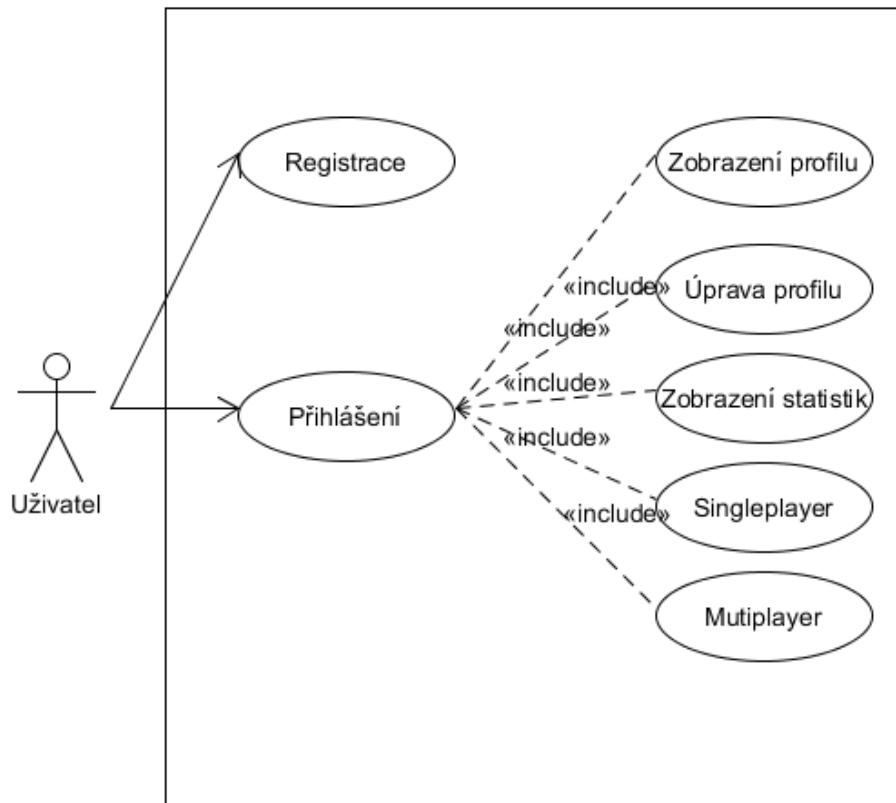 Registrace
Zobrazení profilu
«include»
Úprava profilu
«include»
«include»
Zobrazení statistik
Přihlášení
«include»
Uživatel
«include»
Singleplayer
Mutiplayer